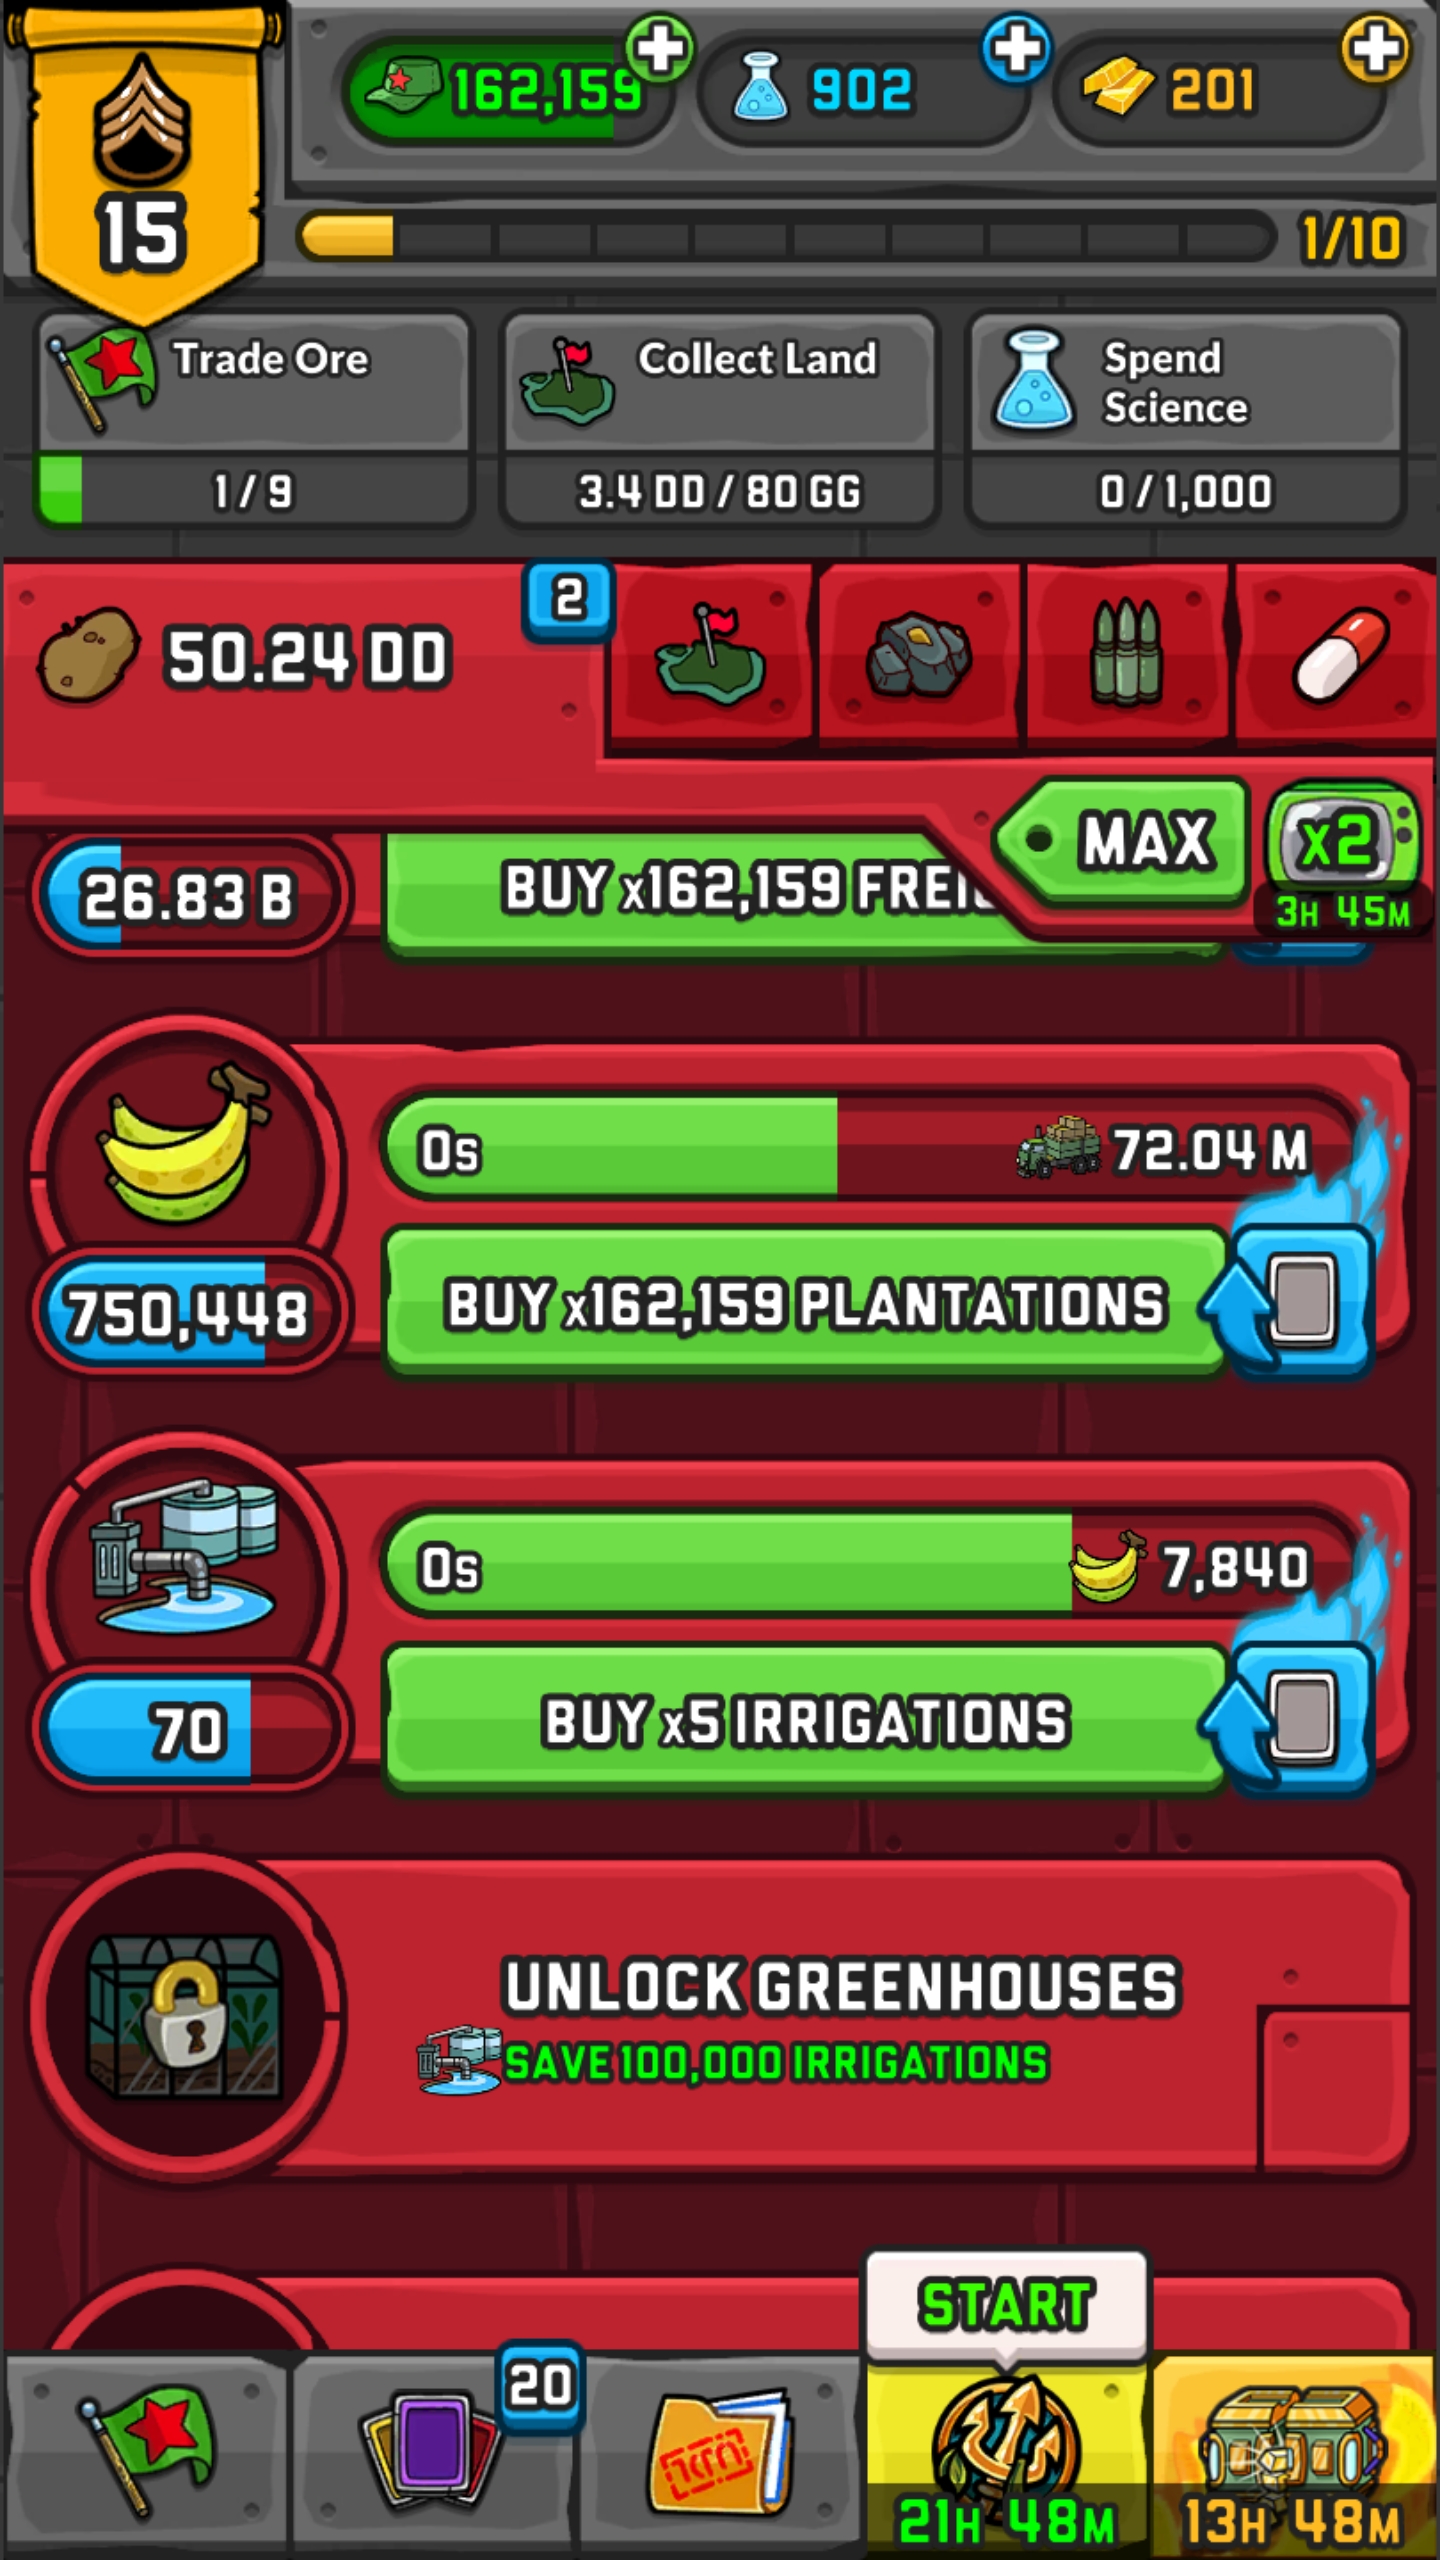 162,159
902
201
15
1/10
Trade Ore
Collect Land
Spend
Science
1 / 9
3.4 DD / 80 GG
0 / 1,000
50.24 DD
2
MAX
x2
3H 45M
26.83 B
BUY x162,159
0s
72.04 M
750,448
BUY x162,159 PLANTATIONS
0s
7,840
70
BUY x5 IRRIGATIONS
UNLOCK GREENHOUSES
SAVE 100,000 IRRIGATIONS
START
20
21H 48M
13H 48M